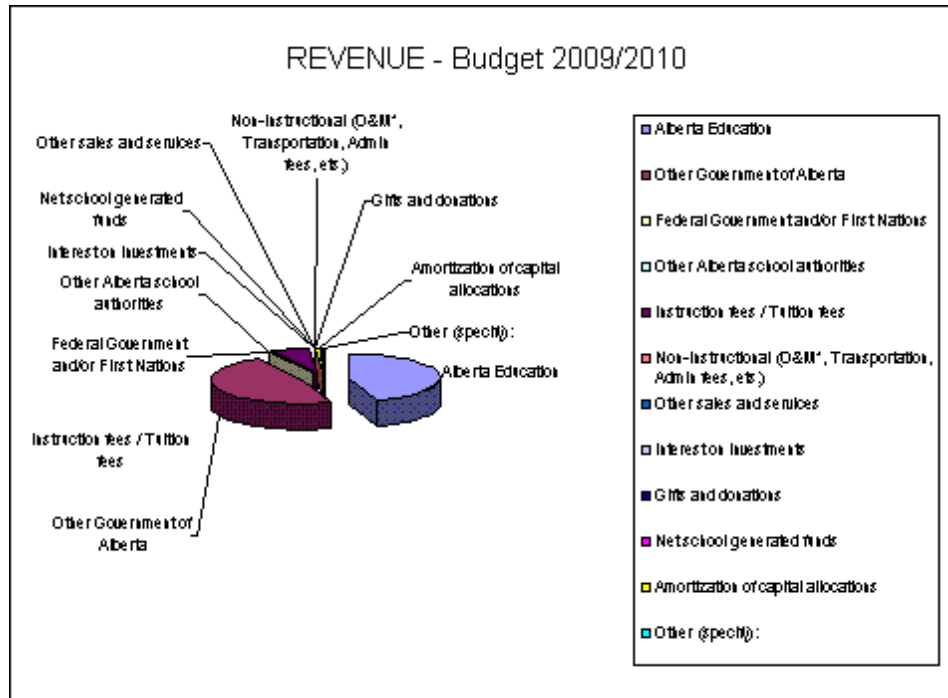 REVENUE - Budget 2009/2010
Non-Instructional (O&M*,
Transportation, Admin
fees, etc.)
Other sales and services
Net school generated
funds
Gifts and donations
Interest on Investments
Other Alberta school
authorities
Amortization of capital
allocations
Federal Government
and/or First Nations
Other (specify):
Alberta Education
Instruction fees / Tuition
fees
Other Government of
Alberta
Alberta Education
Other Government of Alberta
Federal Government and/or First Nations
Other Alberta school authorities
Instruction fees / Tuition fees
Non-Instructional (O&M*, Transportation,
Admin fees, etc.)
Other sales and services
Interest on Investments
Gifts and donations
Net school generated funds
Amortization of capital allocations
Other (specify):